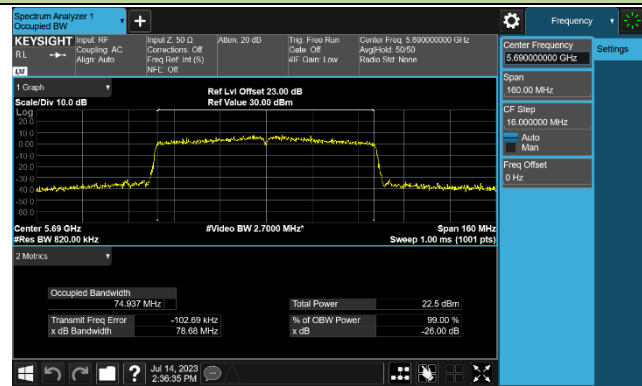 Spectrum Analyzer 1
Occupied BW
Frequency
KEYSIGHT
Input: RF
Input Z: 50 Ω
Atten: 20 dB
Trig: Free Run
Center Freq: 5.690000000 GHz
RL
Coupling: AC
Corrections: Off
Gate: Off
Avg|Hold: 50/50
Align: Auto
Freq Ref: Int (S)
#IF Gain: Low
Radio Std: None
LXI
NFE: Off
Center Frequency
5.690000000 GHz
Settings
Span
160.00 MHz
CF Step
16.000000 MHz
Auto
Man
Freq Offset
0 Hz
1 Graph
Scale/Div 10.0 dB
Ref Lvl Offset 23.00 dB
Ref Value 30.00 dBm
Log
20.0
10.0
0.00
-10.0
-20.0
-30.0
-40.0
-50.0
-60.0
Center 5.69 GHz
#Video BW 2.7000 MHz*
Span 160 MHz
#Res BW 820.00 kHz
Sweep 1.00 ms (1001 pts)
2 Metrics
Occupied Bandwidth
74.937 MHz
Total Power
22.5 dBm
Transmit Freq Error
-102.69 kHz
% of OBW Power
99.00 %
x dB Bandwidth
78.68 MHz
x dB
-26.00 dB
?
Jul 14, 2023
2:36:35 PM